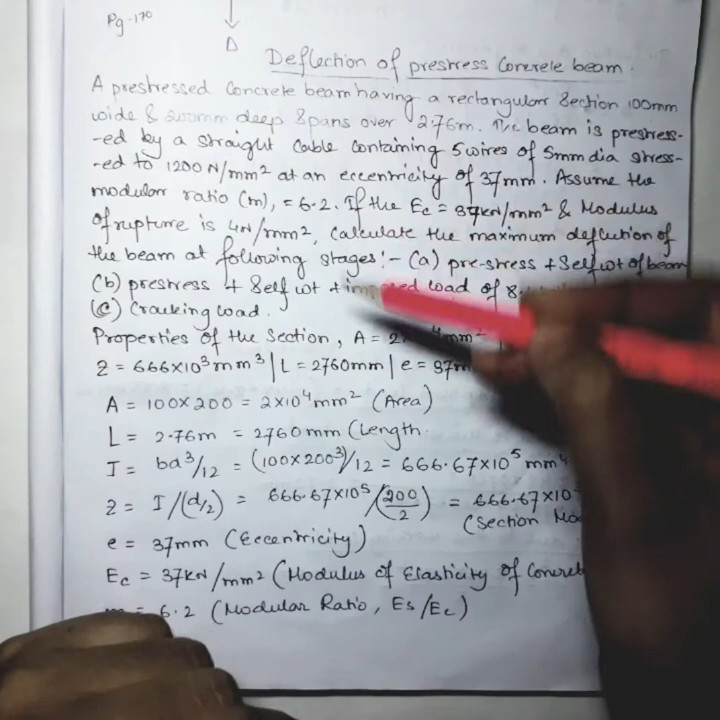 Pg-170
D
Deflection of prestress Concrete beam.
A prestressed Concrete beam having a rectangular Section 100mm
wide & 200mm deep Spans over 2.76m. The beam is prestress-
-ed by a straight Cable Containing 5 wires of 5mm dia stress-
-ed to 1200 N/mm² at an eccentricity of 37mm. Assume the
modular ratio (m), = 6.2. If the Ec = 37kN/mm² & Modulus
of rupture is 4N/mm², Calculate the maximum deflection of
the beam at following stages:- (a) pre-stress + Self wt of beam
(b) prestress + Self wt + load of
(c) Cracking load.
Properties of the Section, A = mm²
Z = 666×10³mm³ | L = 2760mm | e =
A = 100×200 = 2×10⁴mm² (Area)
L = 2.76m = 2760mm (Length.
I = bd³/12 = (100×200³)/12 = 666.67×10⁵ mm⁴
Z = I/(d/2) = 666.67×10⁵/(200/2) = 666.67×10
(Section
e = 37mm (Eccentricity)
Ec = 37kN/mm² (Modulus of Elasticity of Concrete
= 6.2 (Modular Ratio, Es/Ec)